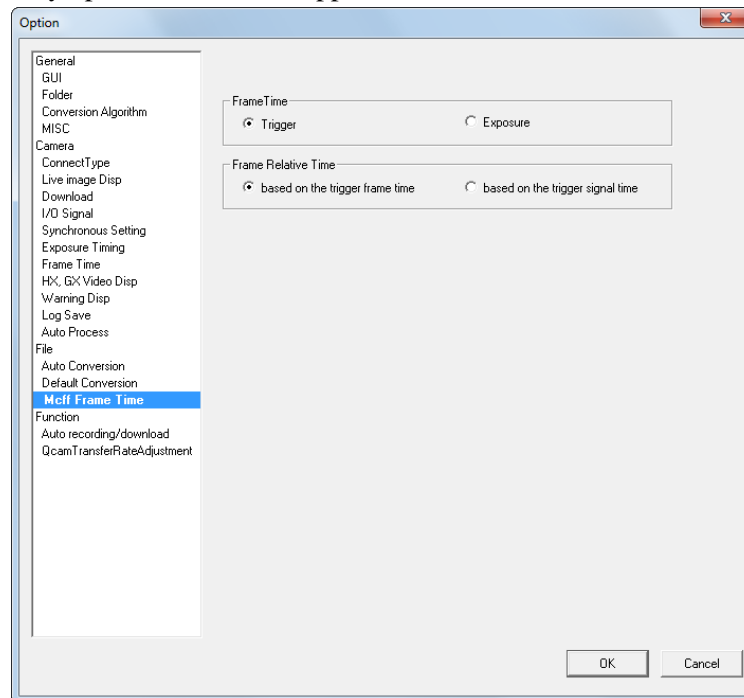 Option
General
GUI
Folder
Conversion Algorithm
MISC
Camera
ConnectType
Live image Disp
Download
I/O Signal
Synchronous Setting
Exposure Timing
Frame Time
HX, GX Video Disp
Warning Disp
Log Save
Auto Process
File
Auto Conversion
Default Conversion
Mcff Frame Time
Function
Auto recording/download
QcamTransferRateAdjustment
FrameTime
Trigger Exposure
Frame Relative Time
based on the trigger frame time based on the trigger signal time
OK Cancel